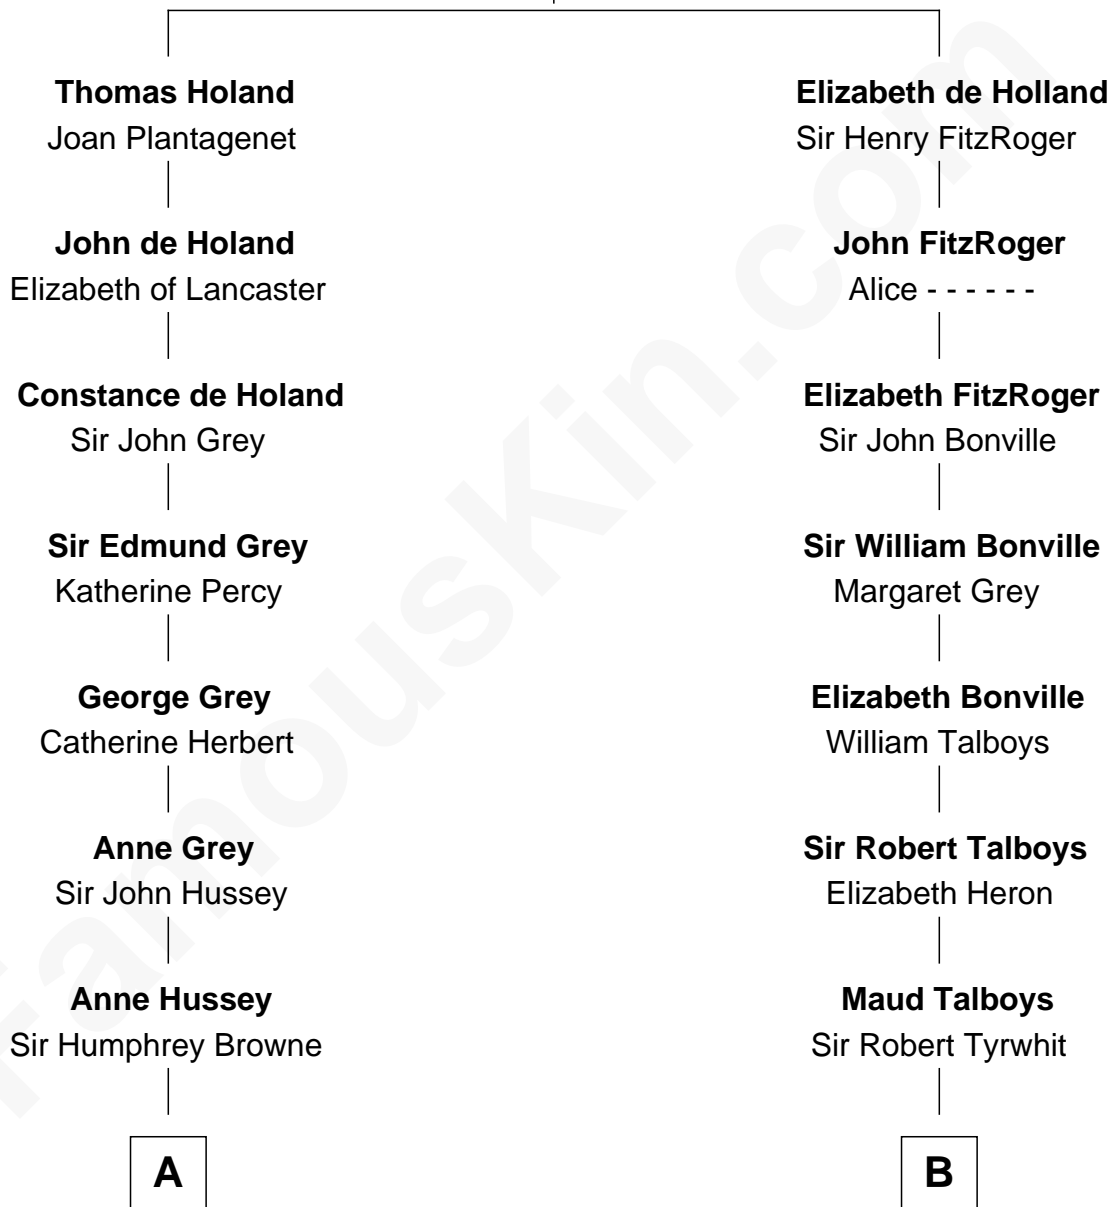 Thomas Holand
Joan Plantagenet
John de Holand
Elizabeth of Lancaster
Constance de Holand
Sir John Grey
Sir Edmund Grey
Katherine Percy
George Grey
Catherine Herbert
Anne Grey
Sir John Hussey
Anne Hussey
Sir Humphrey Browne
A
Elizabeth de Holland
Sir Henry FitzRoger
John FitzRoger
Alice - - - - - -
Elizabeth FitzRoger
Sir John Bonville
Sir William Bonville
Margaret Grey
Elizabeth Bonville
William Talboys
Sir Robert Talboys
Elizabeth Heron
Maud Talboys
Sir Robert Tyrwhit
B
FamousKin.com